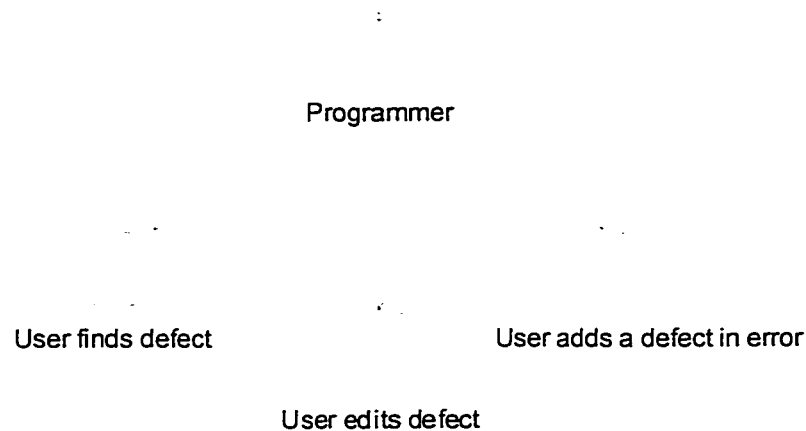 Programmer
User finds defect
User adds a defect in error
User edits defect